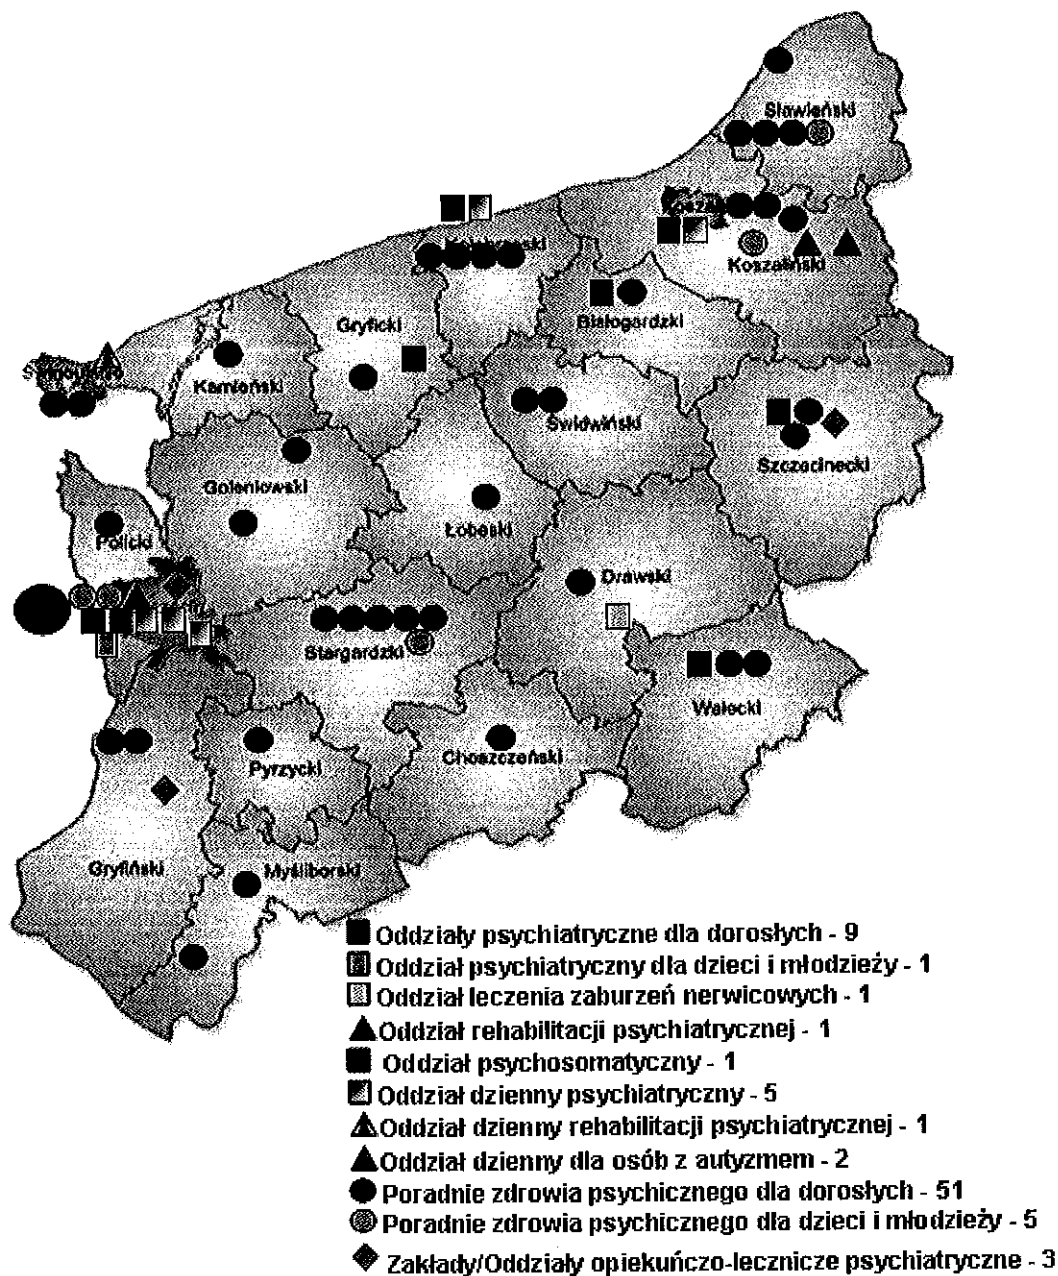 Sławieński
Koszaliński
Białogardzki
Gryficki
Kamieński
Świdwiński
Szczecinecki
Goleniowski
Łobeski
Policki
Drawski
Stargardzki
Wałecki
Choszczeński
Pyrzycki
Gryfiński
Myśliborski
Oddziały psychiatryczne dla dorosłych - 9
Oddział psychiatryczny dla dzieci i młodzieży - 1
Oddział leczenia zaburzeń nerwicowych - 1
Oddział rehabilitacji psychiatrycznej - 1
Oddział psychosomatyczny - 1
Oddział dzienny psychiatryczny - 5
Oddział dzienny rehabilitacji psychiatrycznej - 1
Oddział dzienny dla osób z autyzmem - 2
Poradnie zdrowia psychicznego dla dorosłych - 51
Poradnie zdrowia psychicznego dla dzieci i młodzieży - 5
Zakłady/Oddziały opiekuńczo-lecznicze psychiatryczne - 3